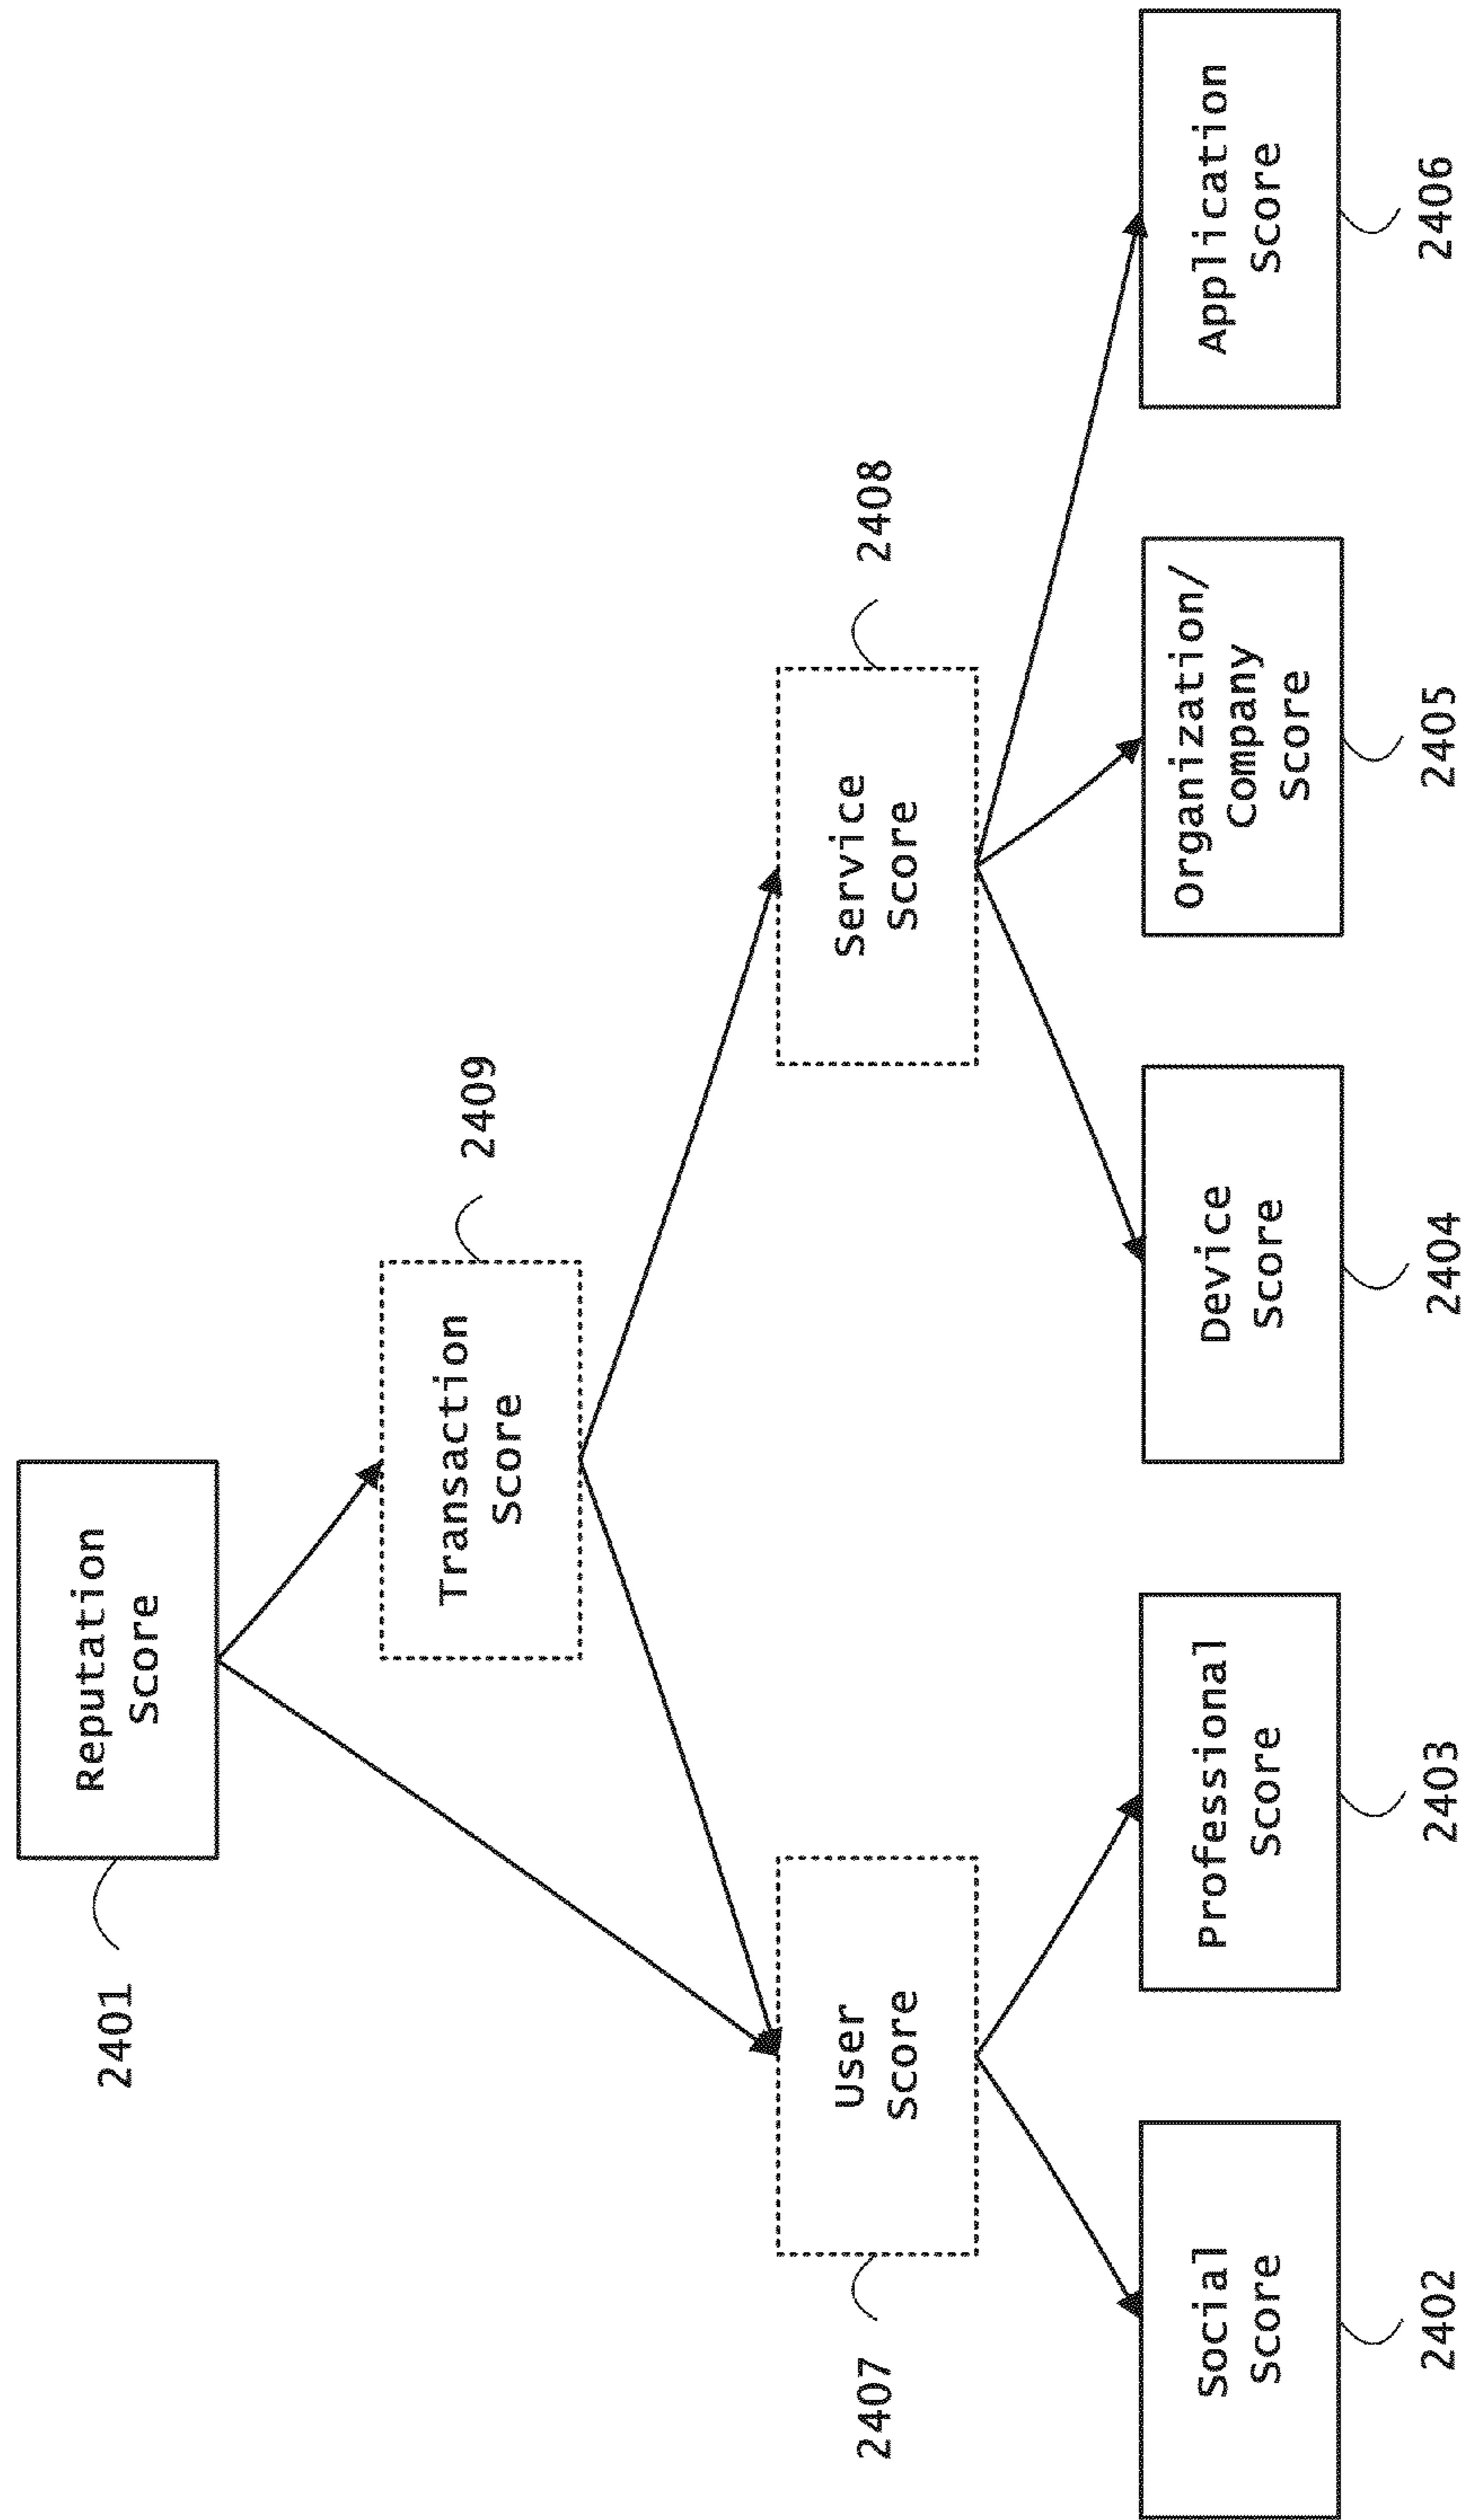 Reputation
Score
2401
Transaction
Score
2409
User
Score
2407
Service
Score
2408
Social
Score
2402
Professional
Score
2403
Device
Score
2404
Organization/
Company
Score
2405
Application
Score
2406